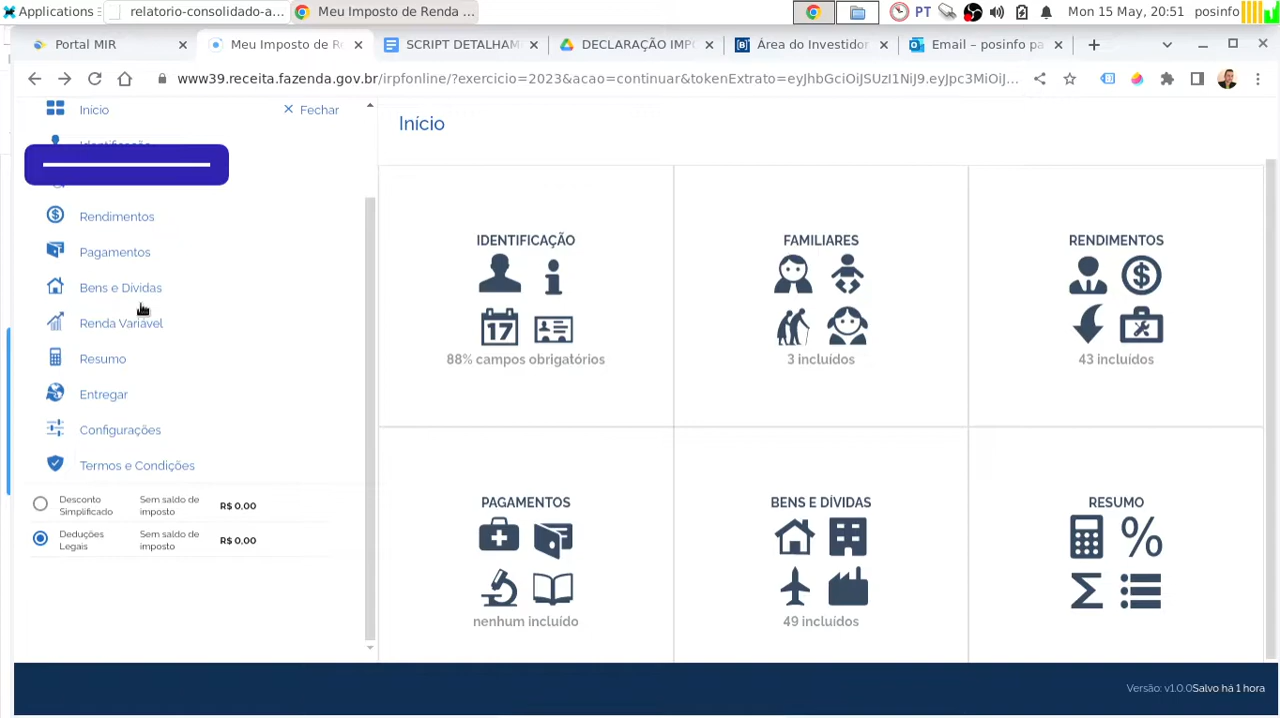 Applications
relatorio-consolidado-a...
Meu Imposto de Renda ...
PT
Mon 15 May, 20:51
posinfo
Portal MIR
Meu Imposto de Re
SCRIPT DETALHAM
DECLARAÇÃO IMPO
Área do Investidor
Email – posinfo pa
www39.receita.fazenda.gov.br/irpfonline/?exercicio=2023&acao=continuar&tokenExtrato=eyJhbGciOiJSUzI1NiJ9.eyJpc3MiOiJ...
Início
Fechar
Identificação
Rendimentos
Pagamentos
Bens e Dívidas
Renda Variável
Resumo
Entregar
Configurações
Termos e Condições
Desconto Sem saldo de R$ 0,00
Simplificado imposto
Deduções Sem saldo de R$ 0,00
Legais imposto
Início
IDENTIFICAÇÃO
17
88% campos obrigatórios
FAMILIARES
3 incluídos
RENDIMENTOS
43 incluídos
PAGAMENTOS
nenhum incluído
BENS E DÍVIDAS
49 incluídos
RESUMO
Versão: v1.0.0Salvo há 1 hora